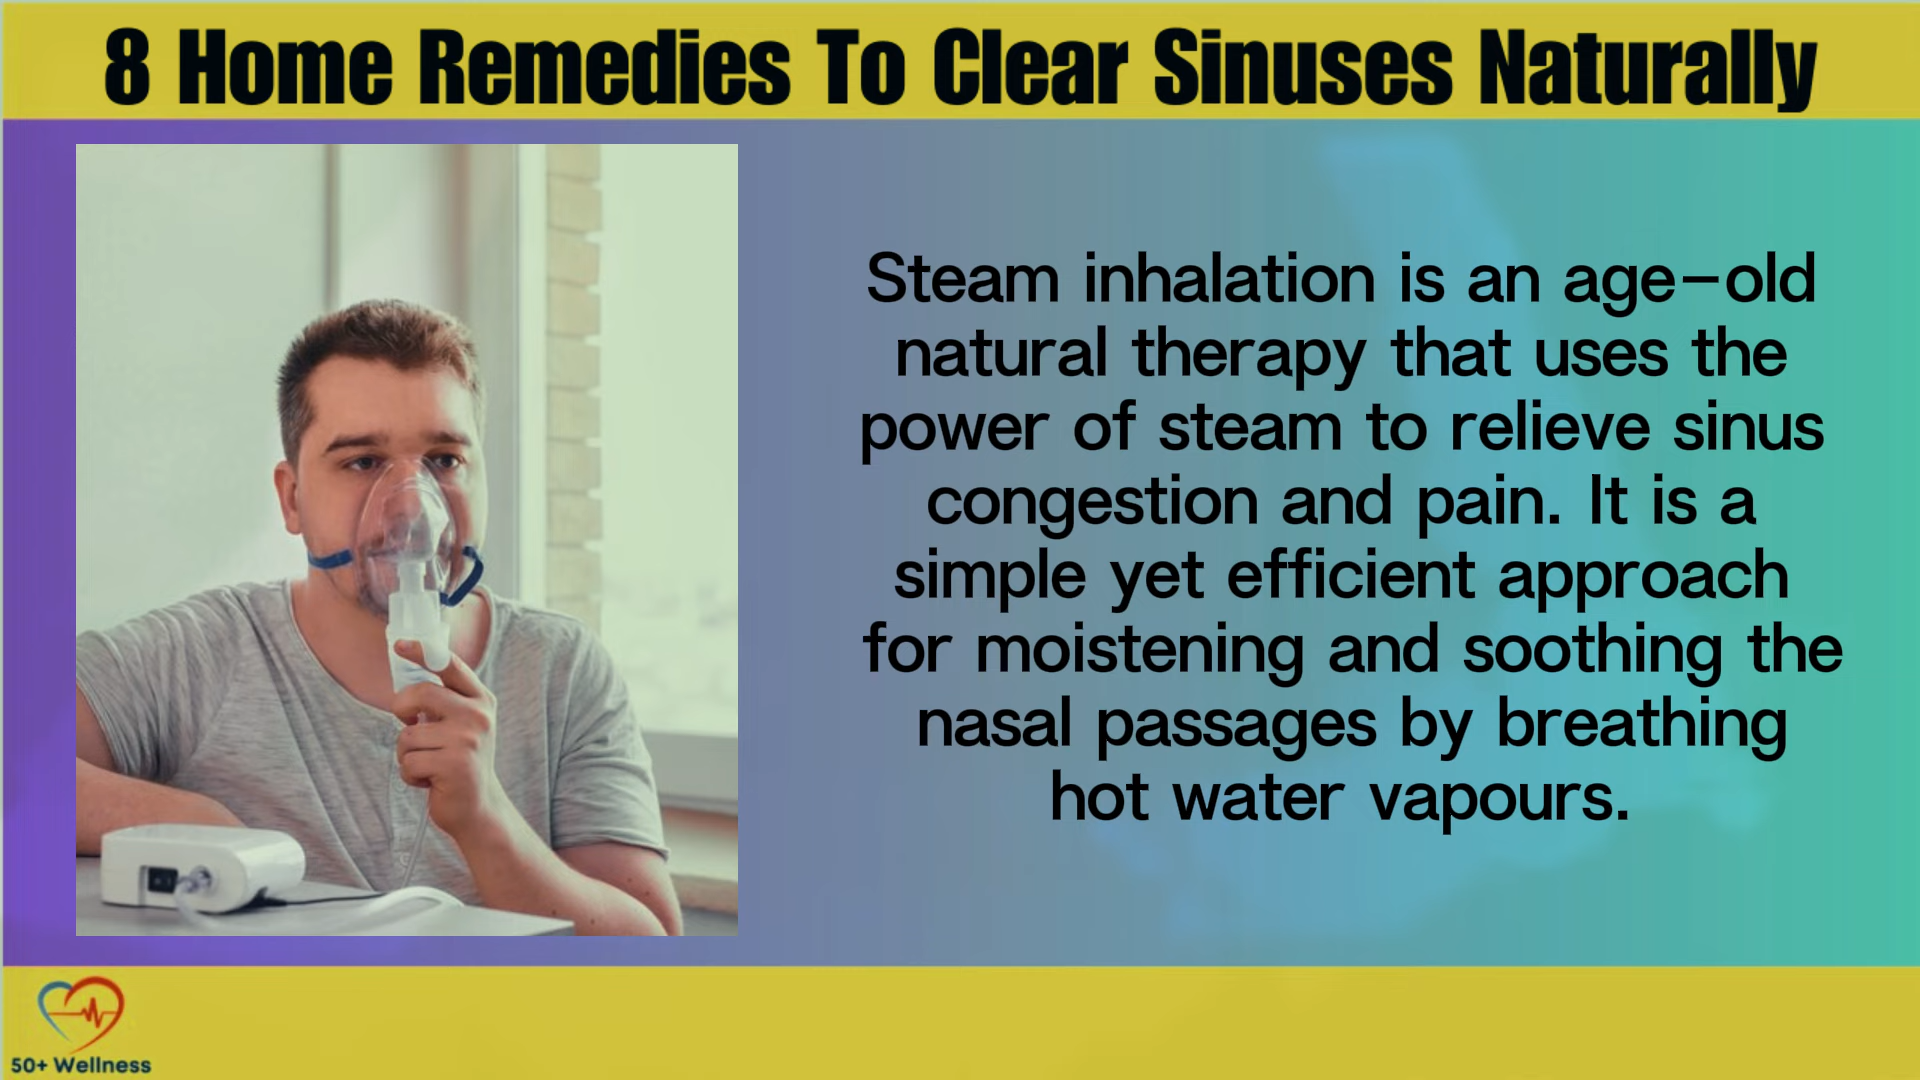 8 Home Remedies To Clear Sinuses Naturally
Steam inhalation is an age-old
natural therapy that uses the
power of steam to relieve sinus
congestion and pain. It is a
simple yet efficient approach
for moistening and soothing the
nasal passages by breathing
hot water vapours.
50+ Wellness